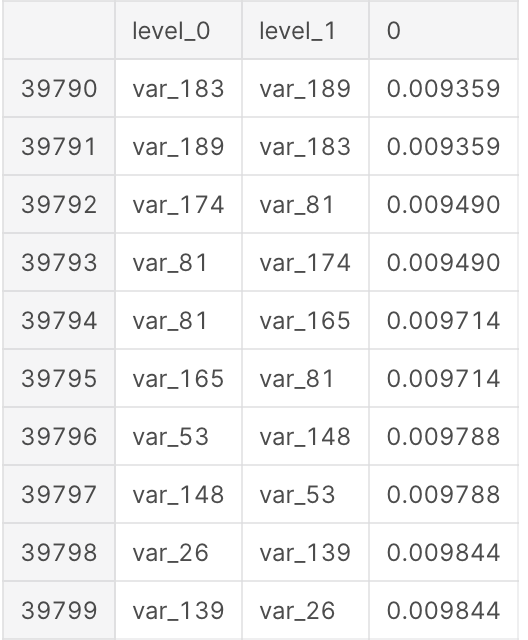 level_0 level_1 0
39790 var_183 var_189 0.009359
39791 var_189 var_183 0.009359
39792 var_174 var_81 0.009490
39793 var_81 var_174 0.009490
39794 var_81 var_165 0.009714
39795 var_165 var_81 0.009714
39796 var_53 var_148 0.009788
39797 var_148 var_53 0.009788
39798 var_26 var_139 0.009844
39799 var_139 var_26 0.009844